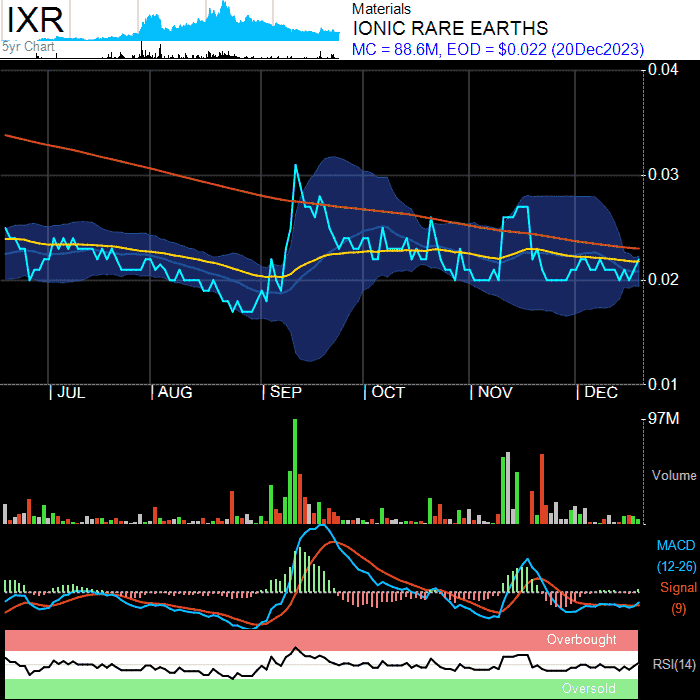 IXR
5yr Chart
Materials
IONIC RARE EARTHS
MC = 88.6M, EOD = $0.022 (20Dec2023)
0.04
0.03
0.02
0.01
JUL AUG SEP OCT NOV DEC
97M
Volume
MACD
(12-26)
Signal
(9)
Overbought
RSI(14)
Oversold